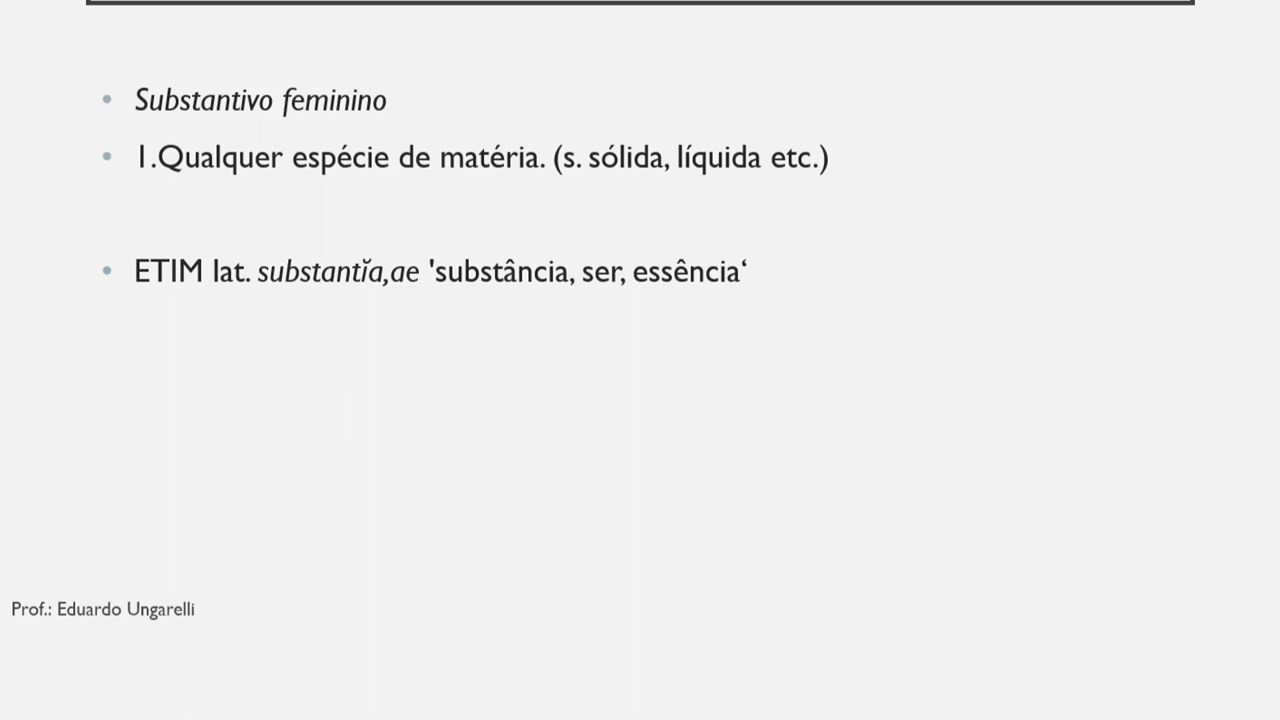 • Substantivo feminino
• 1.Qualquer espécie de matéria. (s. sólida, líquida etc.)
• ETIM lat. substantĭa,ae 'substância, ser, essência‘
Prof.: Eduardo Ungarelli